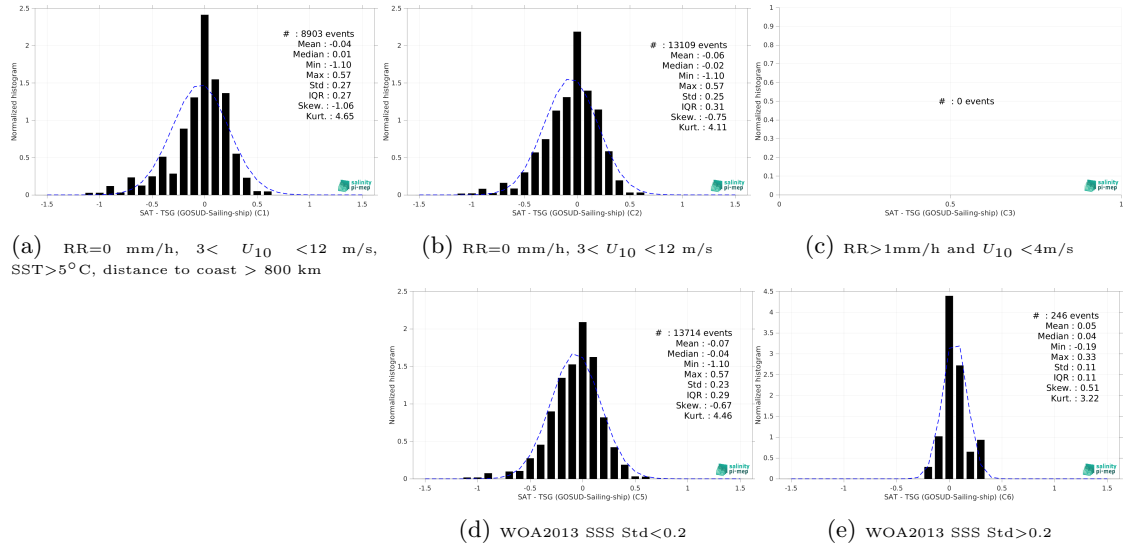 2.5
2
1.5
1
0.5
0
Normalized histogram
# : 8903 events
Mean : -0.04
Median : 0.01
Min : -1.10
Max : 0.57
Std : 0.27
IQR : 0.27
Skew. : -1.06
Kurt. : 4.65
salinity
pi-mep
-1.5 -1 -0.5 0 0.5 1 1.5
SAT - TSG (GOSUD-Sailing-ship) (C1)
(a) RR=0 mm/h, 3< U10 <12 m/s,
SST>5°C, distance to coast > 800 km
2.5
2
1.5
1
0.5
0
Normalized histogram
# : 13109 events
Mean : -0.06
Median : -0.02
Min : -1.10
Max : 0.57
Std : 0.25
IQR : 0.31
Skew. : -0.75
Kurt. : 4.11
salinity
pi-mep
-1.5 -1 -0.5 0 0.5 1 1.5
SAT - TSG (GOSUD-Sailing-ship) (C2)
(b) RR=0 mm/h, 3< U10 <12 m/s
1
0.9
0.8
0.7
0.6
0.5
0.4
0.3
0.2
0.1
0
Normalized histogram
# : 0 events
salinity
pi-mep
0.5 1
SAT - TSG (GOSUD-Sailing-ship) (C3)
(c) RR>1mm/h and U10 <4m/s
2.5
2
1.5
1
0.5
0
Normalized histogram
# : 13714 events
Mean : -0.07
Median : -0.04
Min : -1.10
Max : 0.57
Std : 0.23
IQR : 0.29
Skew. : -0.67
Kurt. : 4.46
salinity
pi-mep
-1.5 -1 -0.5 0 0.5 1 1.5
SAT - TSG (GOSUD-Sailing-ship) (C5)
(d) WOA2013 SSS Std<0.2
4.5
4
3.5
3
2.5
2
1.5
1
0.5
0
Normalized histogram
# : 246 events
Mean : 0.05
Median : 0.04
Min : -0.19
Max : 0.33
Std : 0.11
IQR : 0.11
Skew. : 0.51
Kurt. : 3.22
salinity
pi-mep
-1.5 -1 -0.5 0 0.5 1 1.5
SAT - TSG (GOSUD-Sailing-ship) (C6)
(e) WOA2013 SSS Std>0.2